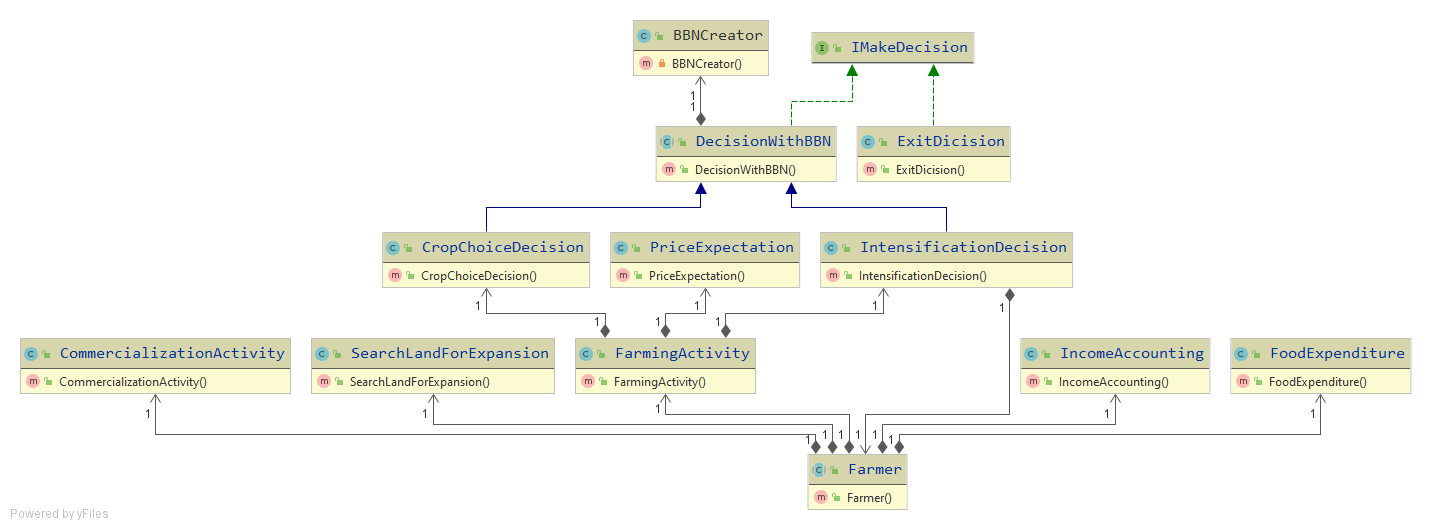 C BBNCreator
m BBNCreator()
I IMakeDecision
1
1
C DecisionWithBBN
m DecisionWithBBN()
C ExitDicision
m ExitDicision()
C CropChoiceDecision
m CropChoiceDecision()
C PriceExpectation
m PriceExpectation()
C IntensificationDecision
m IntensificationDecision()
1 1 1 1
1 1 1
C CommercializationActivity
m CommercializationActivity()
C SearchLandForExpansion
m SearchLandForExpansion()
C FarmingActivity
m FarmingActivity()
C IncomeAccounting
m IncomeAccounting()
C FoodExpenditure
m FoodExpenditure()
1 1 1 1 1
1 1 1 1 1 1
C Farmer
m Farmer()
Powered by yFiles